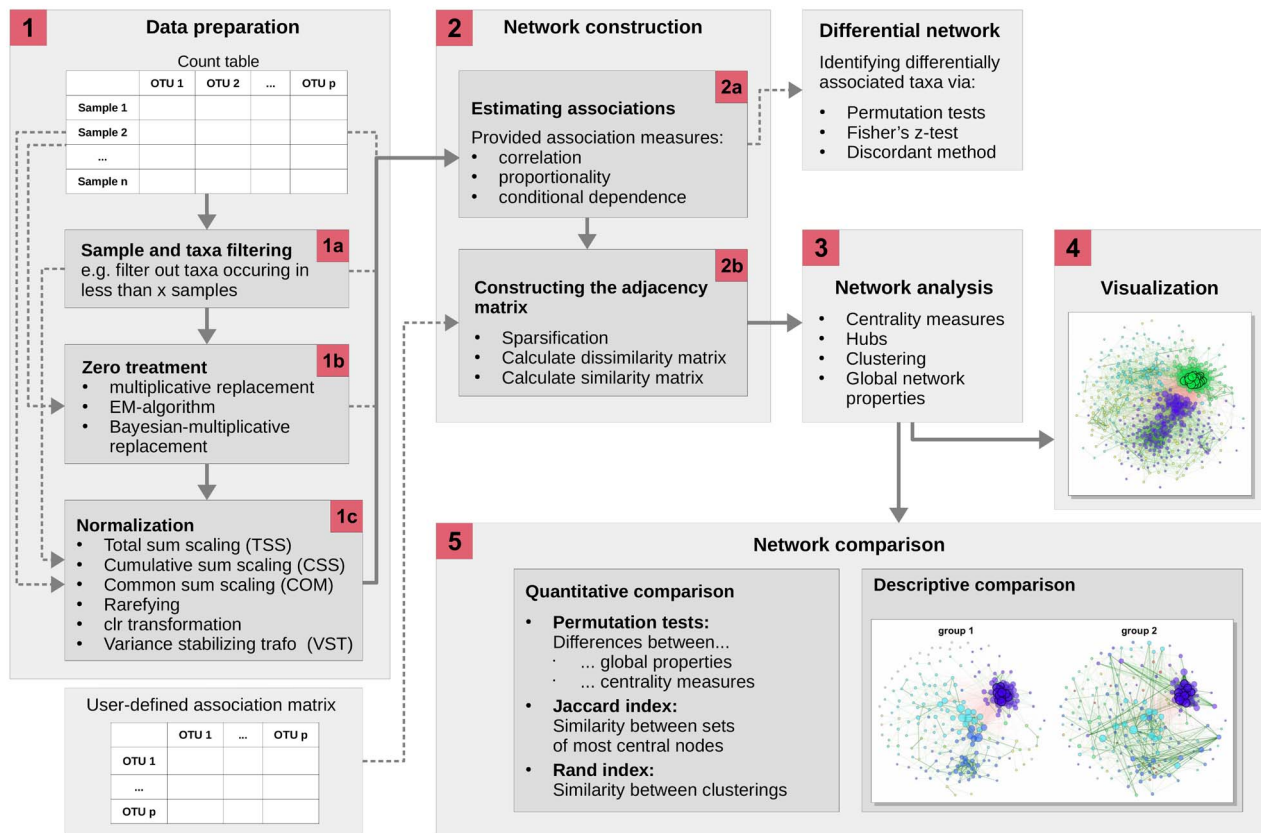 1
Data preparation
Count table
OTU 1 OTU 2 ... OTU p
Sample 1
Sample 2
...
Sample n
1a
Sample and taxa filtering
e.g. filter out taxa occuring in
less than x samples
1b
Zero treatment
• multiplicative replacement
• EM-algorithm
• Bayesian-multiplicative
replacement
1c
Normalization
• Total sum scaling (TSS)
• Cumulative sum scaling (CSS)
• Common sum scaling (COM)
• Rarefying
• clr transformation
• Variance stabilizing trafo (VST)
User-defined association matrix
OTU 1 ... OTU p
OTU 1
...
OTU p
2
Network construction
2a
Estimating associations
Provided association measures:
• correlation
• proportionality
• conditional dependence
2b
Constructing the adjacency
matrix
• Sparsification
• Calculate dissimilarity matrix
• Calculate similarity matrix
Differential network
Identifying differentially
associated taxa via:
• Permutation tests
• Fisher's z-test
• Discordant method
3
Network analysis
• Centrality measures
• Hubs
• Clustering
• Global network
properties
4
Visualization
5
Network comparison
Quantitative comparison
• Permutation tests:
Differences between...
· ... global properties
· ... centrality measures
• Jaccard index:
Similarity between sets
of most central nodes
• Rand index:
Similarity between clusterings
Descriptive comparison
group 1 group 2